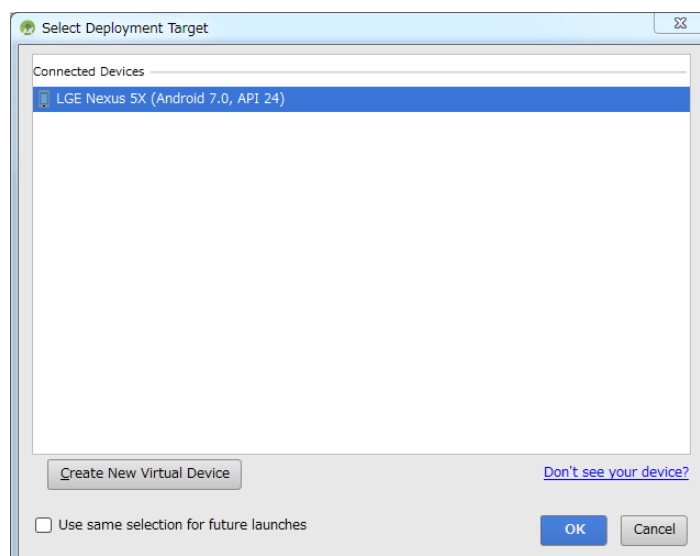 Select Deployment Target
Connected Devices
LGE Nexus 5X (Android 7.0, API 24)
Create New Virtual Device
Don't see your device?
Use same selection for future launches
OK
Cancel